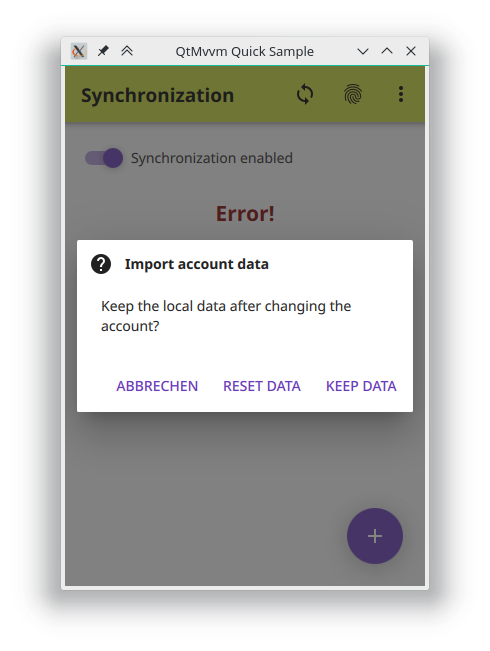 QtMvvm Quick Sample
Synchronization
Synchronization enabled
Error!
Import account data
Keep the local data after changing the
account?
ABBRECHEN RESET DATA KEEP DATA